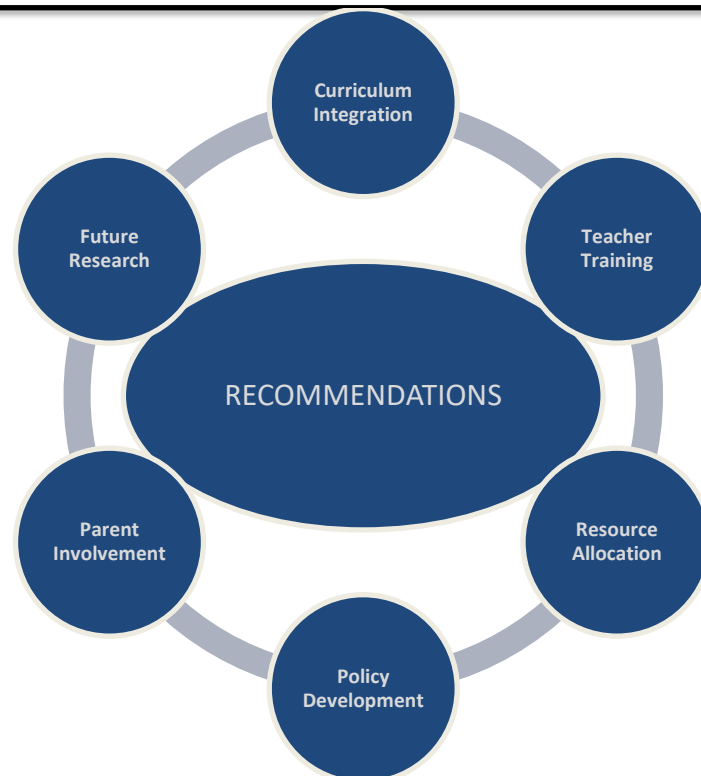 Curriculum
Integration
Teacher
Training
Resource
Allocation
Policy
Development
Parent
Involvement
Future
Research
RECOMMENDATIONS